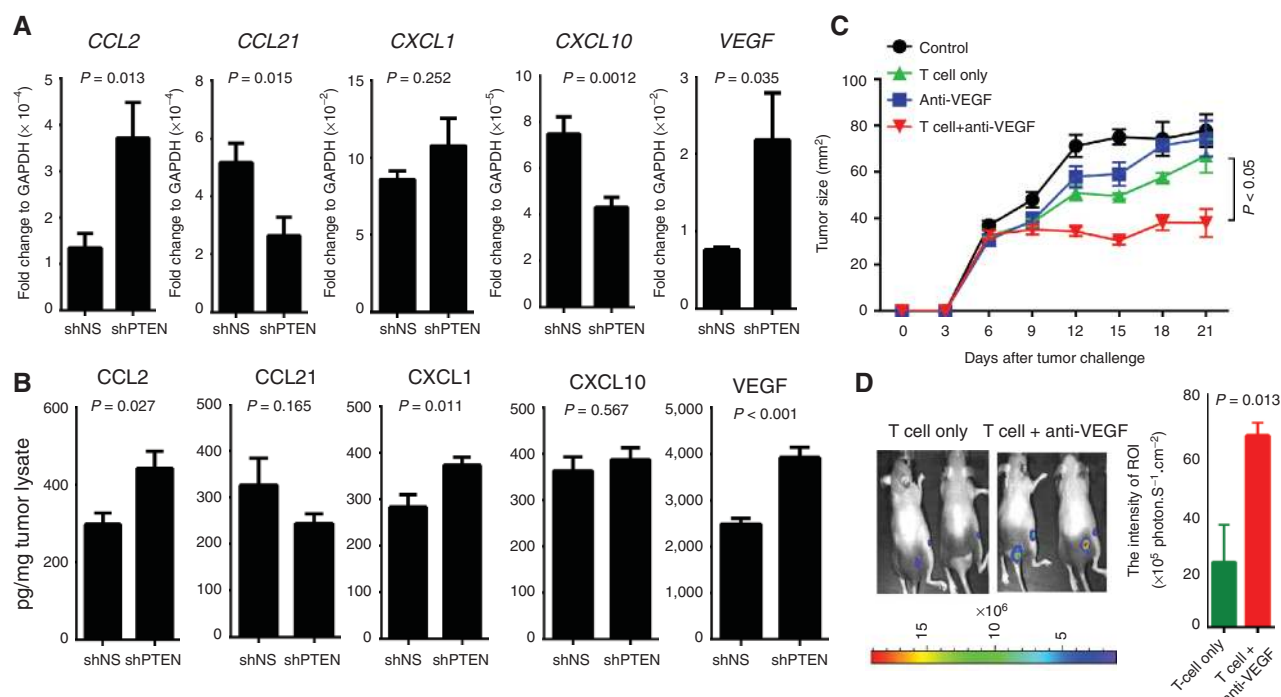 A
CCL2
CCL21
CXCL1
CXCL10
VEGF
P = 0.013
P = 0.015
P = 0.252
P = 0.0012
P = 0.035
Fold change to GAPDH (× 10−4)
5
4
3
2
1
0
shNS shPTEN
Fold change to GAPDH (×10−4)
8
6
4
2
0
shNS shPTEN
Fold change to GAPDH (×10−2)
15
10
5
0
shNS shPTEN
Fold change to GAPDH (×10−5)
10
8
6
4
2
0
shNS shPTEN
Fold change to GAPDH (×10−2)
3
2
1
0
shNS shPTEN
B
CCL2
CCL21
CXCL1
CXCL10
VEGF
P = 0.027
P = 0.165
P = 0.011
P = 0.567
P < 0.001
pg/mg tumor lysate
600
400
200
0
shNS shPTEN
500
400
300
200
100
0
shNS shPTEN
500
400
300
200
100
0
shNS shPTEN
500
400
300
200
100
0
shNS shPTEN
5,000
4,000
3,000
2,000
1,000
0
shNS shPTEN
C
Control
T cell only
Anti-VEGF
T cell+anti-VEGF
Tumor size (mm2)
100
80
60
40
20
0
0 3 6 9 12 15 18 21
Days after tumor challenge
P < 0.05
D
T cell only T cell + anti-VEGF
×106
15 10 5
The intensity of ROI
(×105 photon.S−1.cm−2)
P = 0.013
80
60
40
20
0
T-cell only
T cell +
anti-VEGF